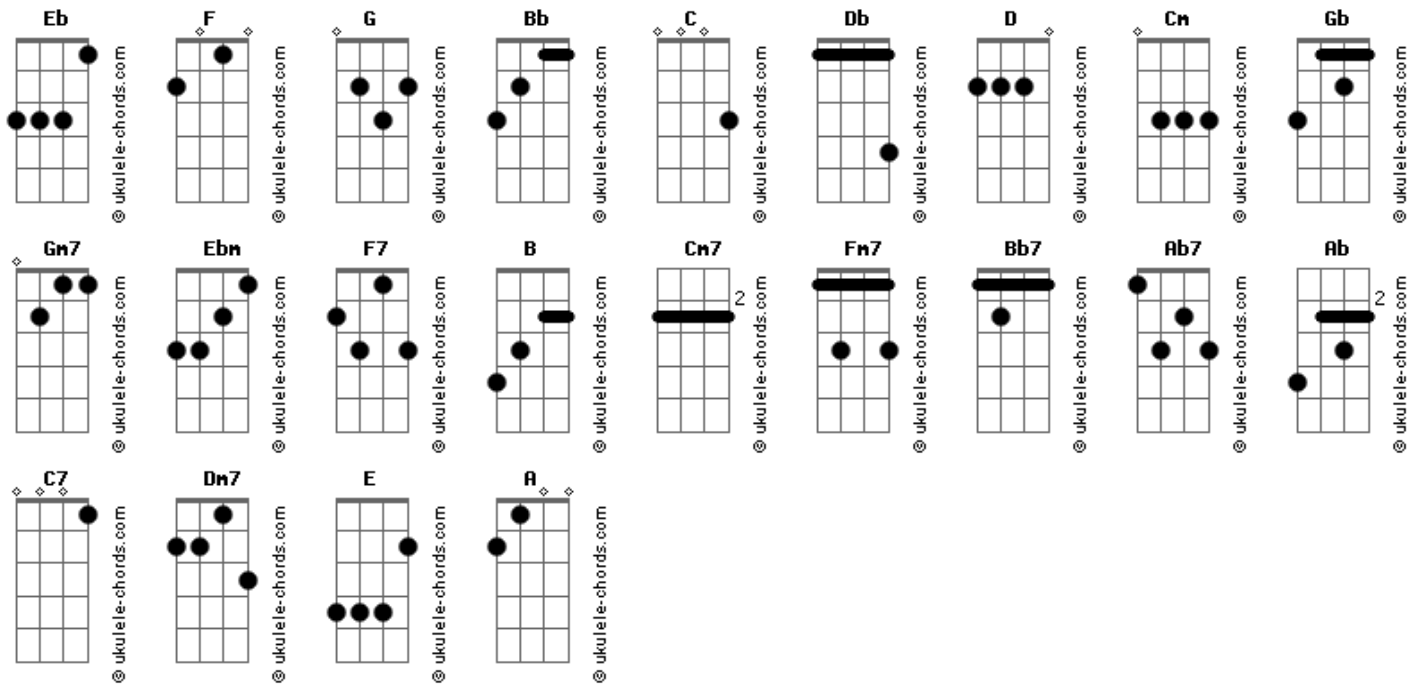 Eb F G Bb C Db D Cm Gb
© ukulele-chords.com © ukulele-chords.com © ukulele-chords.com © ukulele-chords.com © ukulele-chords.com © ukulele-chords.com © ukulele-chords.com © ukulele-chords.com © ukulele-chords.com
Gm7 Ebm F7 B Cm7 Fm7 Bb7 Ab7 Ab
2 2
© ukulele-chords.com © ukulele-chords.com © ukulele-chords.com © ukulele-chords.com © ukulele-chords.com © ukulele-chords.com © ukulele-chords.com © ukulele-chords.com © ukulele-chords.com
C7 Dm7 E A
© ukulele-chords.com © ukulele-chords.com © ukulele-chords.com © ukulele-chords.com